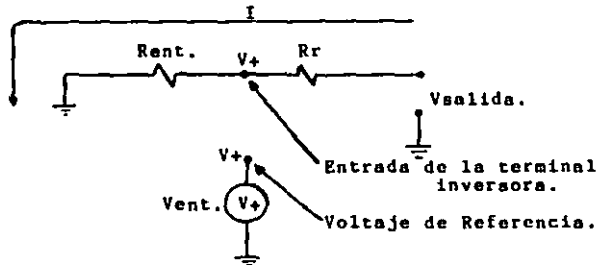 I
Rent. V+ Rr
Vsalida.
V+
Entrada de la terminal
inversora.
Vent. V+
Voltaje de Referencia.